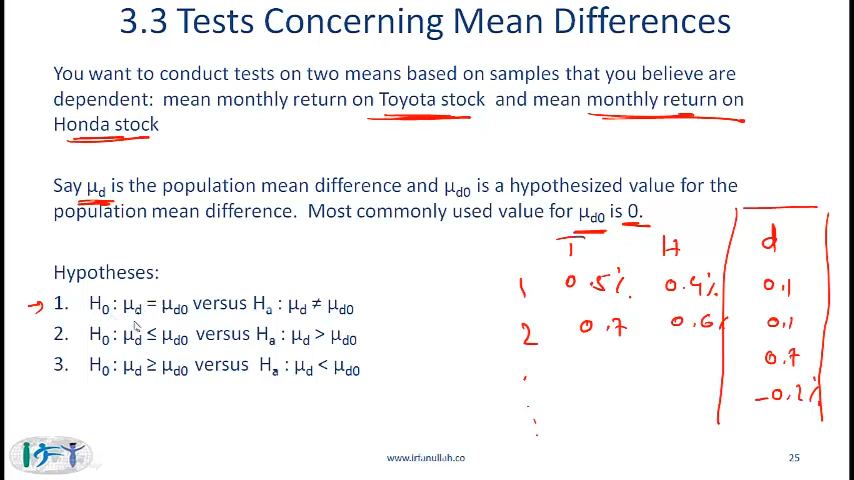 3.3 Tests Concerning Mean Differences
You want to conduct tests on two means based on samples that you believe are
dependent: mean monthly return on Toyota stock and mean monthly return on
Honda stock
Say μd is the population mean difference and μd0 is a hypothesized value for the
population mean difference. Most commonly used value for μd0 is 0.
Hypotheses:
1. H0 : μd = μd0 versus Ha : μd ≠ μd0
2. H0 : μd ≤ μd0 versus Ha : μd > μd0
3. H0 : μd ≥ μd0 versus Ha : μd < μd0
T H d
1 0.5% 0.4% 0.1
2 0.7 0.6% 0.1
0.7
-0.2%
www.irfanullah.co
25